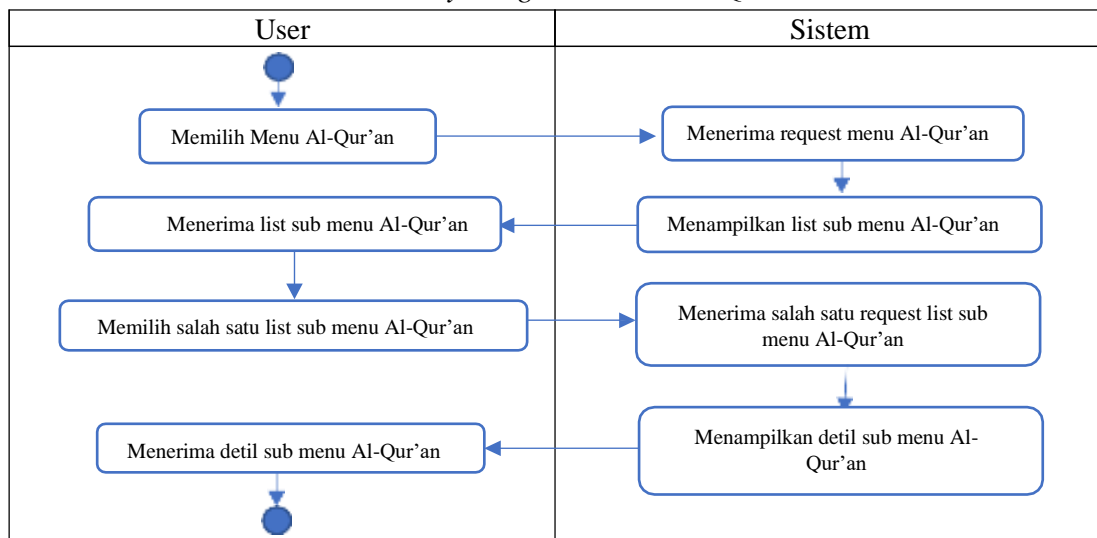 User
Sistem
Memilih Menu Al-Qur’an
Menerima request menu Al-Qur’an
Menerima list sub menu Al-Qur’an
Menampilkan list sub menu Al-Qur’an
Memilih salah satu list sub menu Al-Qur’an
Menerima salah satu request list sub
menu Al-Qur’an
Menerima detil sub menu Al-Qur’an
Menampilkan detil sub menu Al-
Qur’an